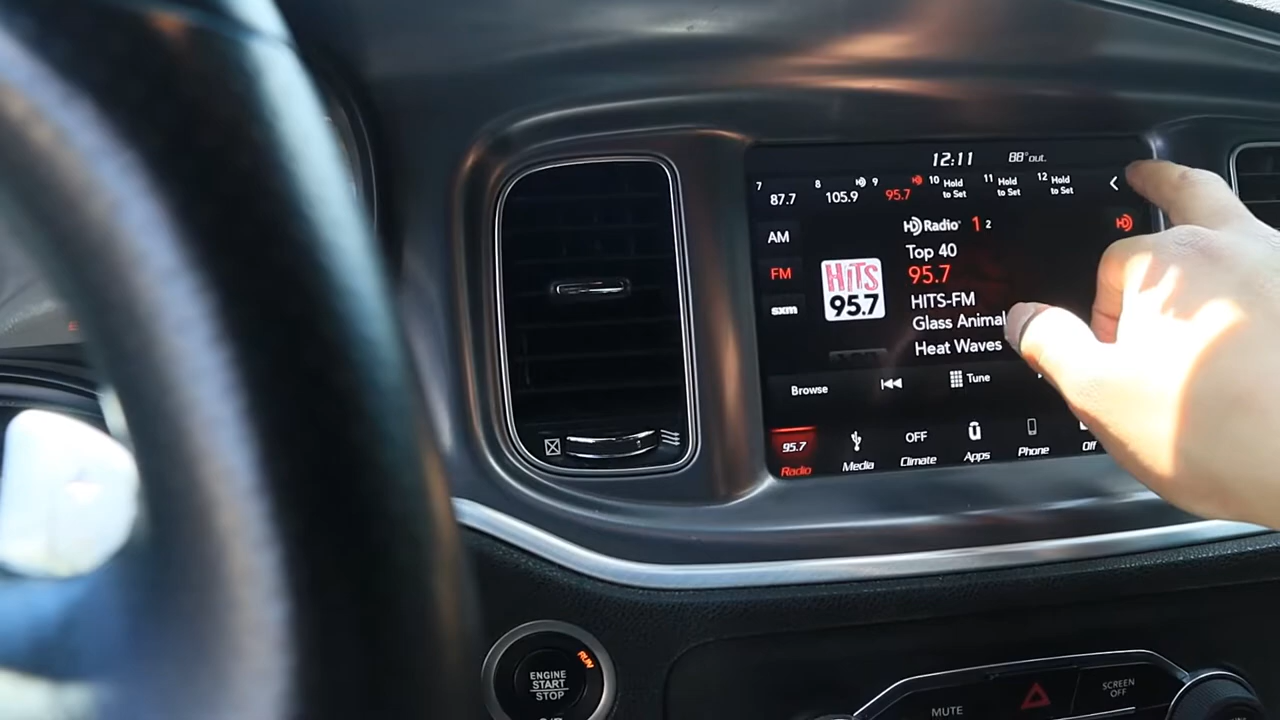 12:11 88° out.
7 87.7 8 105.9 9 95.7 10 Hold to Set 11 Hold to Set 12 Hold to Set
AM
HD Radio 1 2
Top 40
FM
95.7
HITS
95.7
HITS-FM
sxm
Glass Animal
Heat Waves
Browse Tune
95.7 OFF
Radio Media Climate Apps Phone Off
RUN
ENGINE
START
STOP
MUTE
SCREEN
OFF